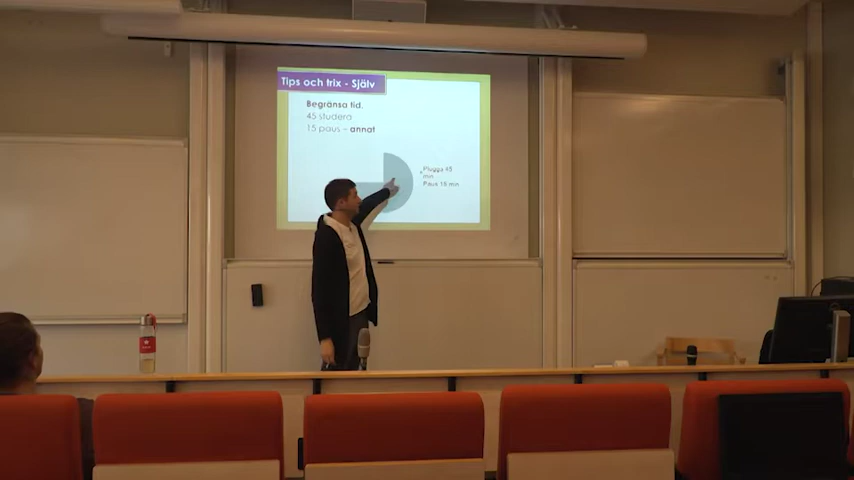 Tips och trix - Själv
Begränsa tid.
45 studera
15 paus – annat
Plugga 45
min
Paus 15 min